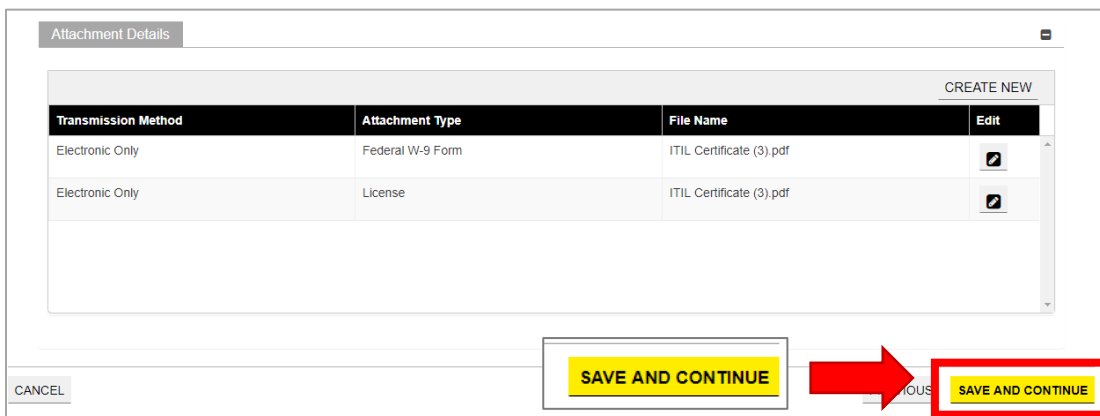 Attachment Details
CREATE NEW
Transmission Method Attachment Type File Name Edit
Electronic Only Federal W-9 Form ITIL Certificate (3).pdf
Electronic Only License ITIL Certificate (3).pdf
SAVE AND CONTINUE
CANCEL SAVE AND CONTINUE